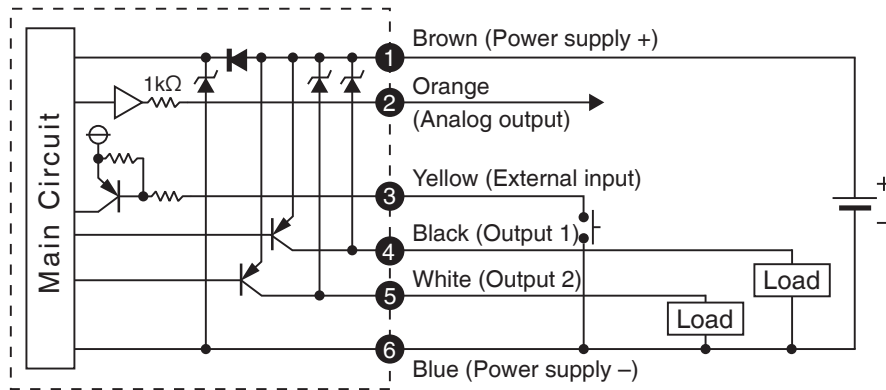 Main Circuit
1kΩ
1 Brown (Power supply +)
2 Orange
(Analog output)
3 Yellow (External input)
4 Black (Output 1)
5 White (Output 2)
6
Blue (Power supply –)
Load
Load
+
–